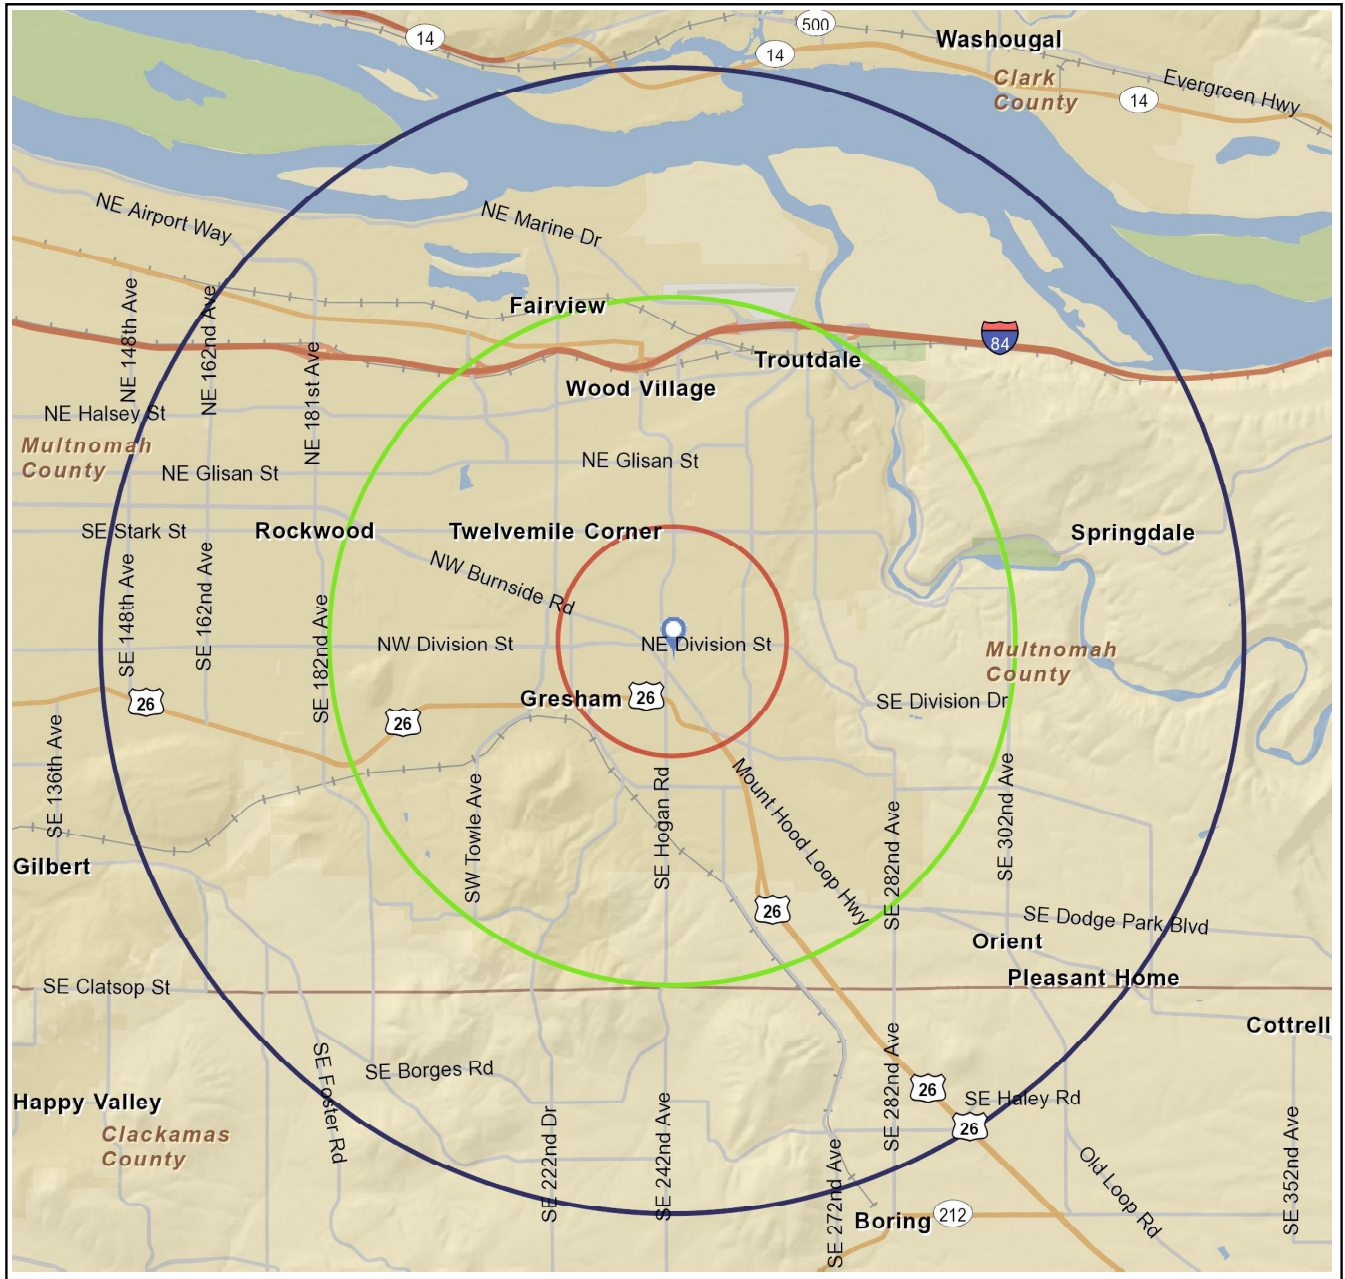 500
14
Washougal
14
Clark
County
Evergreen Hwy
14
NE Airport Way
NE Marine Dr
NE 148th Ave
NE 162nd Ave
Fairview
84
NE 181st Ave
Troutdale
Wood Village
NE Halsey St
Multnomah
County
NE Glisan St
NE Glisan St
SE Stark St
Rockwood
Twelvemile Corner
Springdale
NW Burnside Rd
SE 148th Ave
SE 162nd Ave
SE 182nd Ave
NW Division St
NE Division St
Multnomah
County
26
26
26
Gresham
SE Division Dr
SE 136th Ave
SW Towle Ave
SE Hogan Rd
Mount Hood Loop Hwy
SE 282nd Ave
SE 302nd Ave
Gilbert
26
SE Dodge Park Blvd
Orient
Pleasant Home
SE Clatsop St
Cottrell
SE Foster Rd
SE Borges Rd
SE 282nd Ave
26
SE Haley Rd
26
Happy Valley
Clackamas
County
SE 222nd Dr
SE 242nd Ave
SE 272nd Ave
Old Loop Rd
SE 352nd Ave
Boring
212